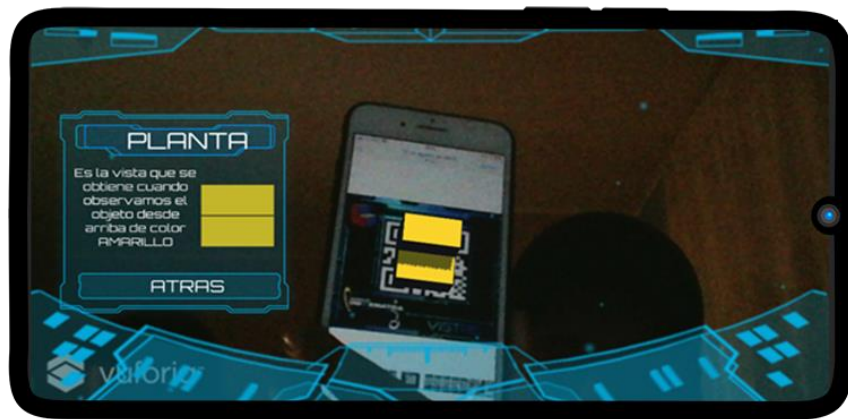 PLANTA
Es la vista que se
obtiene cuando
observamos el
objeto desde
arriba de color
AMARILLO
ATRAS
vuforia